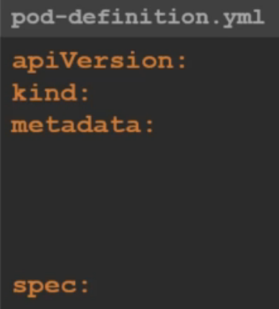 pod-definition.yml
apiVersion:
kind:
metadata:
spec: